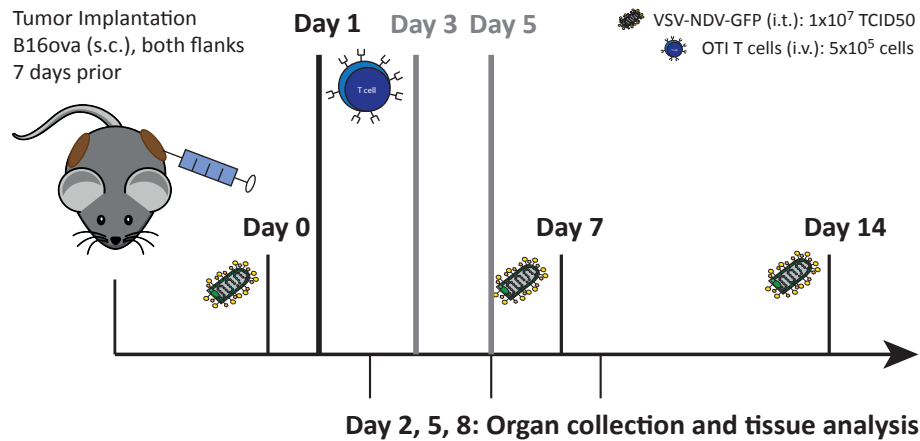 Tumor Implantation
B16ova (s.c.), both flanks
7 days prior
Day 1
Day 3
Day 5
VSV-NDV-GFP (i.t.): 1x10⁷ TCID50
OTI T cells (i.v.): 5x10⁵ cells
T cell
Day 0
Day 7
Day 14
Day 2, 5, 8: Organ collection and tissue analysis